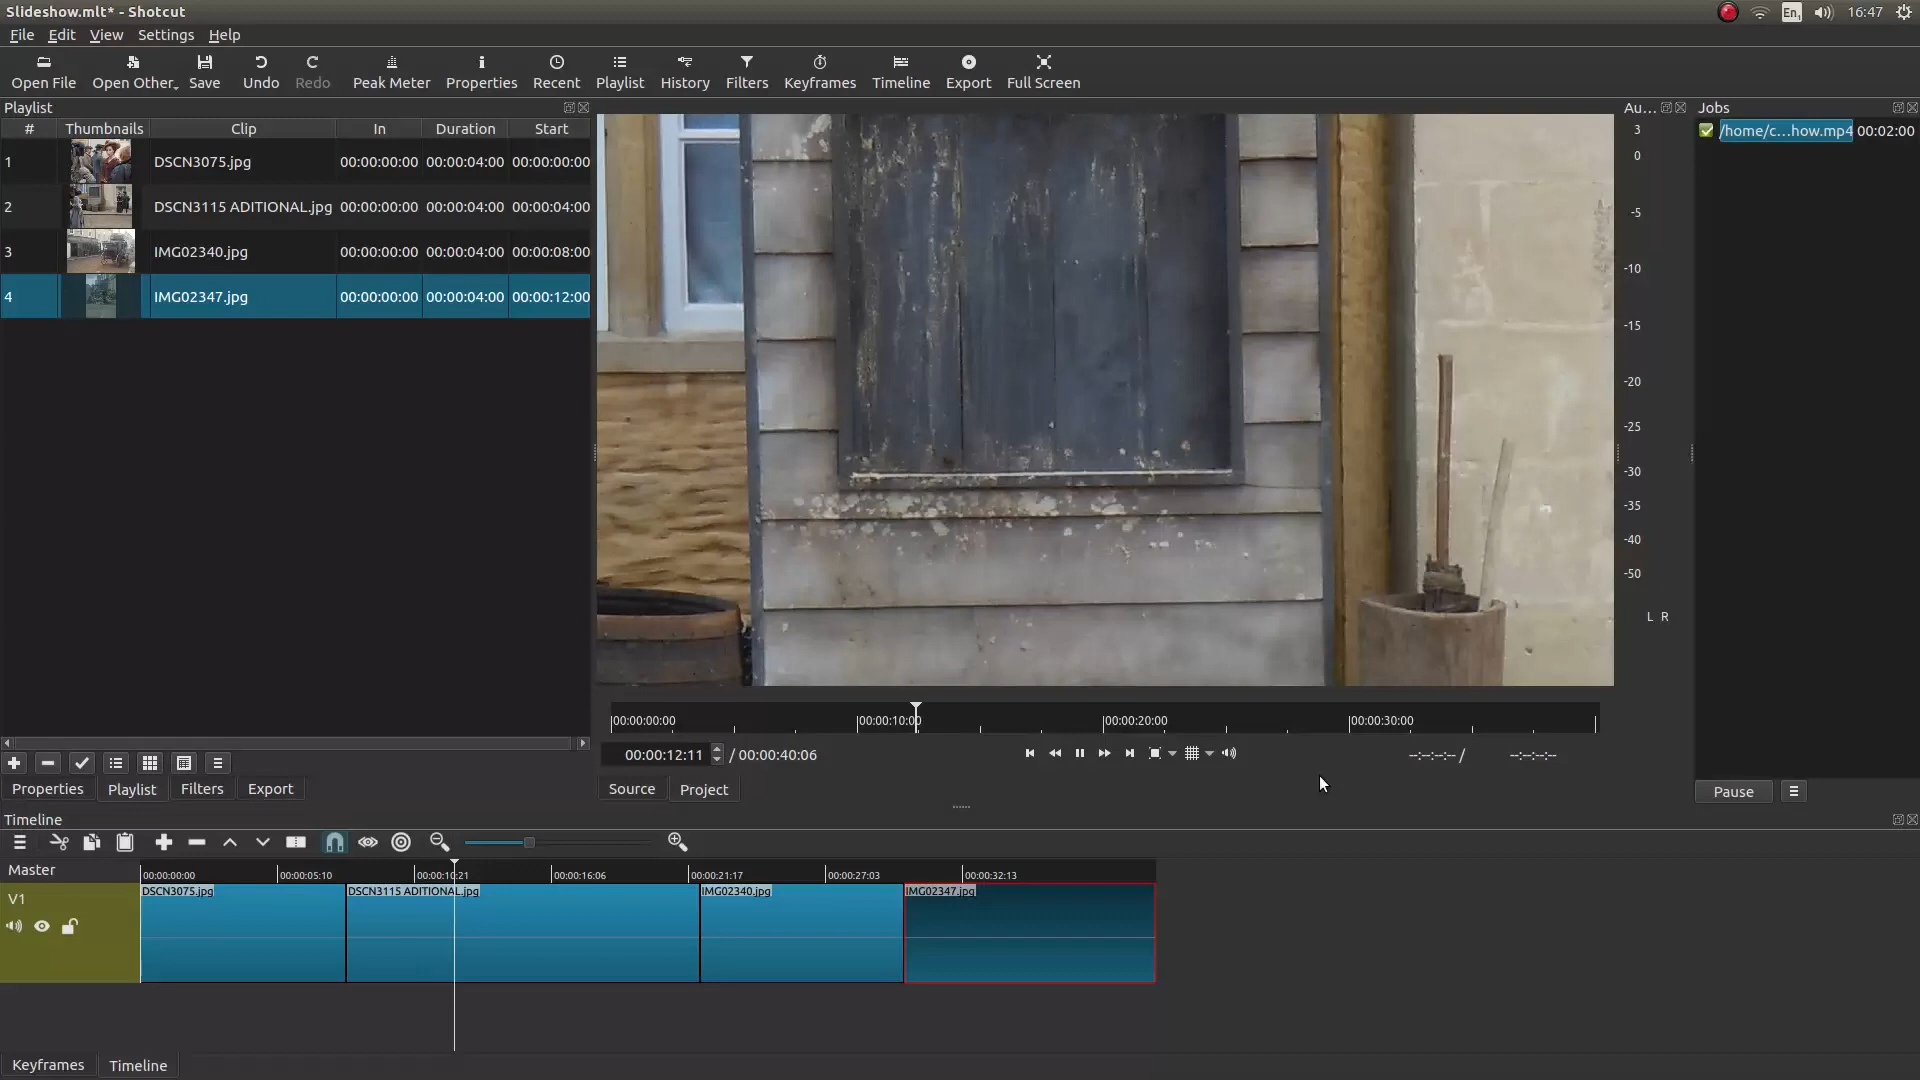 Slideshow.mlt* - Shotcut
En1 16:47
File Edit View Settings Help
Open File Open Other Save Undo Redo Peak Meter Properties Recent Playlist History Filters Keyframes Timeline Export Full Screen
Playlist
# Thumbnails Clip In Duration Start
1 DSCN3075.jpg 00:00:00:00 00:00:04:00 00:00:00:00
2 DSCN3115 ADITIONAL.jpg 00:00:00:00 00:00:04:00 00:00:04:00
3 IMG02340.jpg 00:00:00:00 00:00:04:00 00:00:08:00
4 IMG02347.jpg 00:00:00:00 00:00:04:00 00:00:12:00
Au...
3
0
-5
-10
-15
-20
-25
-30
-35
-40
-50
L R
Jobs
/home/c...how.mp4 00:02:00
00:00:00:00 00:00:10:00 00:00:20:00 00:00:30:00
00:00:12:11 / 00:00:40:06 --:--:--:-- / --:--:--:--
Properties Playlist Filters Export
Source Project
Pause
Timeline
Master
00:00:00:00 00:00:05:10 00:00:10:21 00:00:16:06 00:00:21:17 00:00:27:03 00:00:32:13
V1
DSCN3075.jpg DSCN3115 ADITIONAL.jpg IMG02340.jpg IMG02347.jpg
Keyframes Timeline